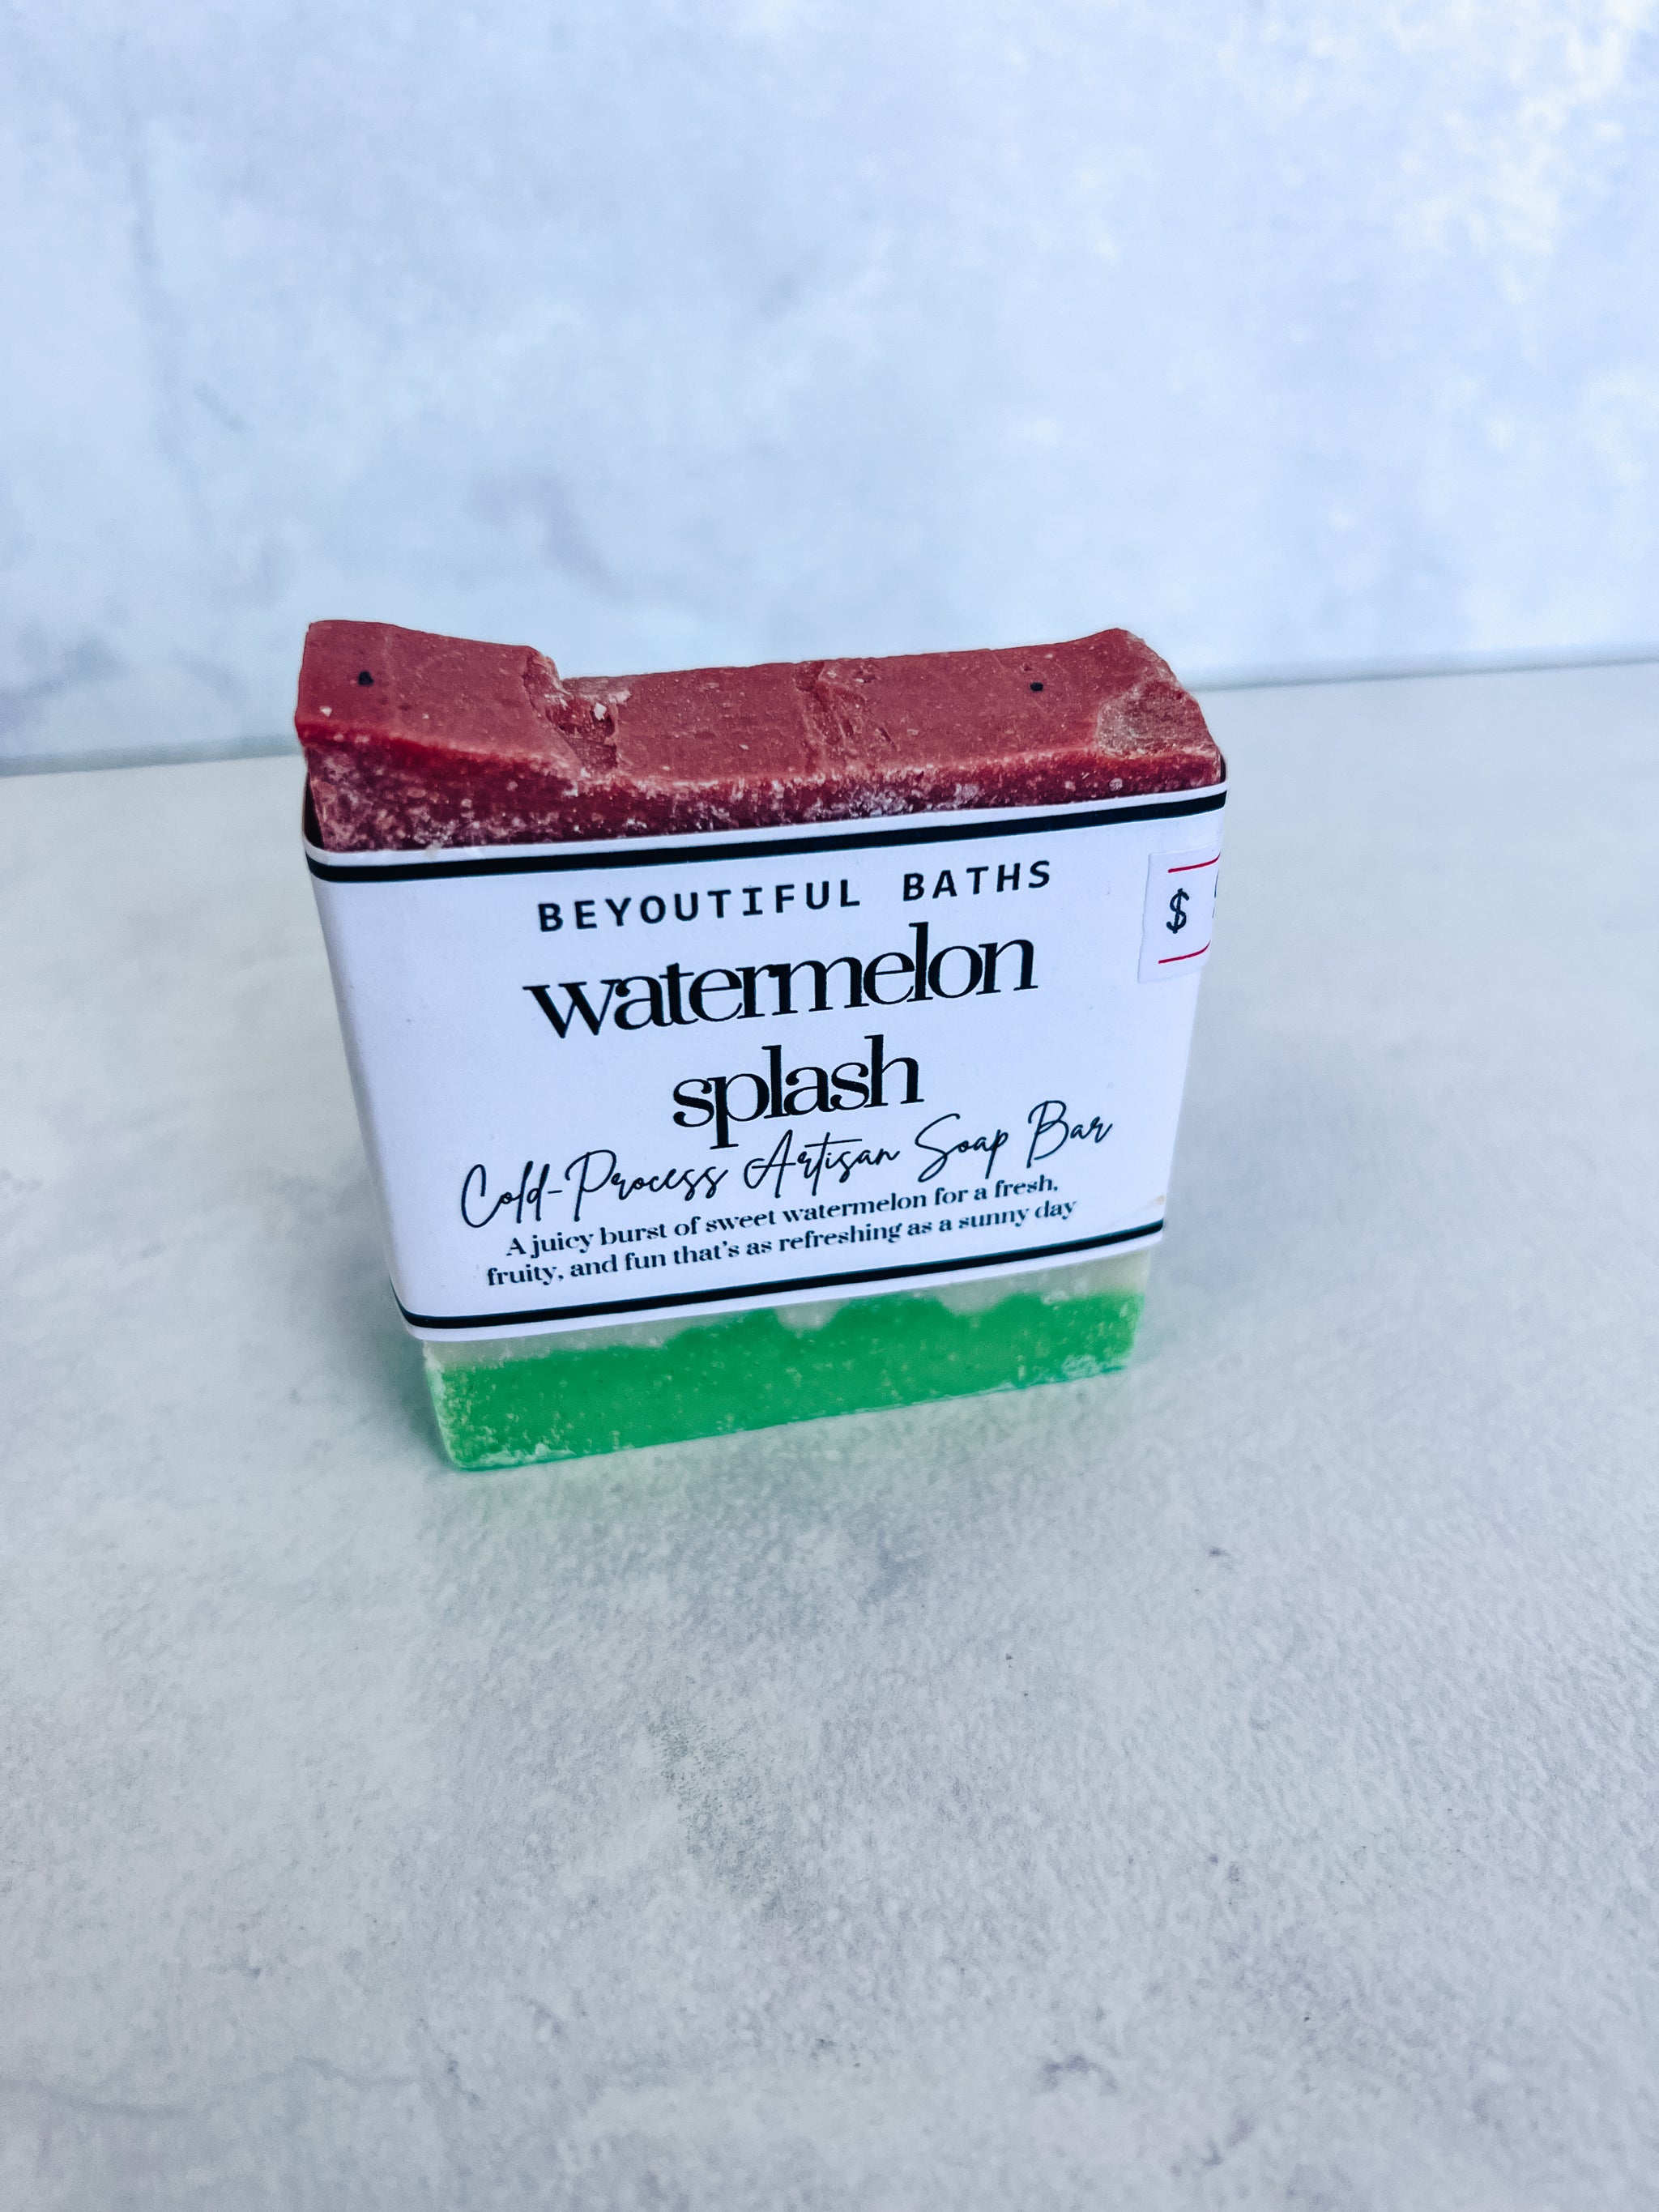 BEYOUTIFUL BATHS
$
watermelon
splash
Cold-Process Artisan Soap Bar
A juicy burst of sweet watermelon for a fresh,
fruity, and fun that's as refreshing as a sunny day